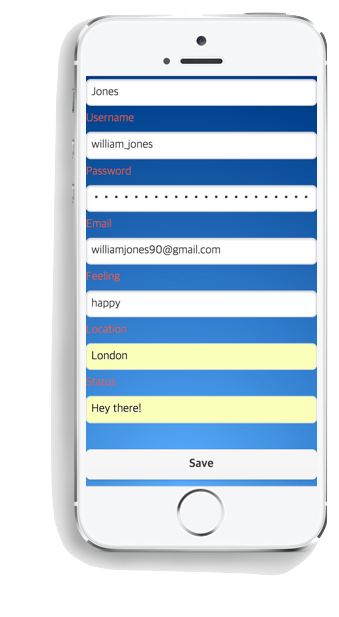 Jones
Username
william_jones
Password
• • • • • • • • • • • • • • • • • • • • • •
Email
williamjones90@gmail.com
Feeling
happy
Location
London
Status
Hey there!
Save